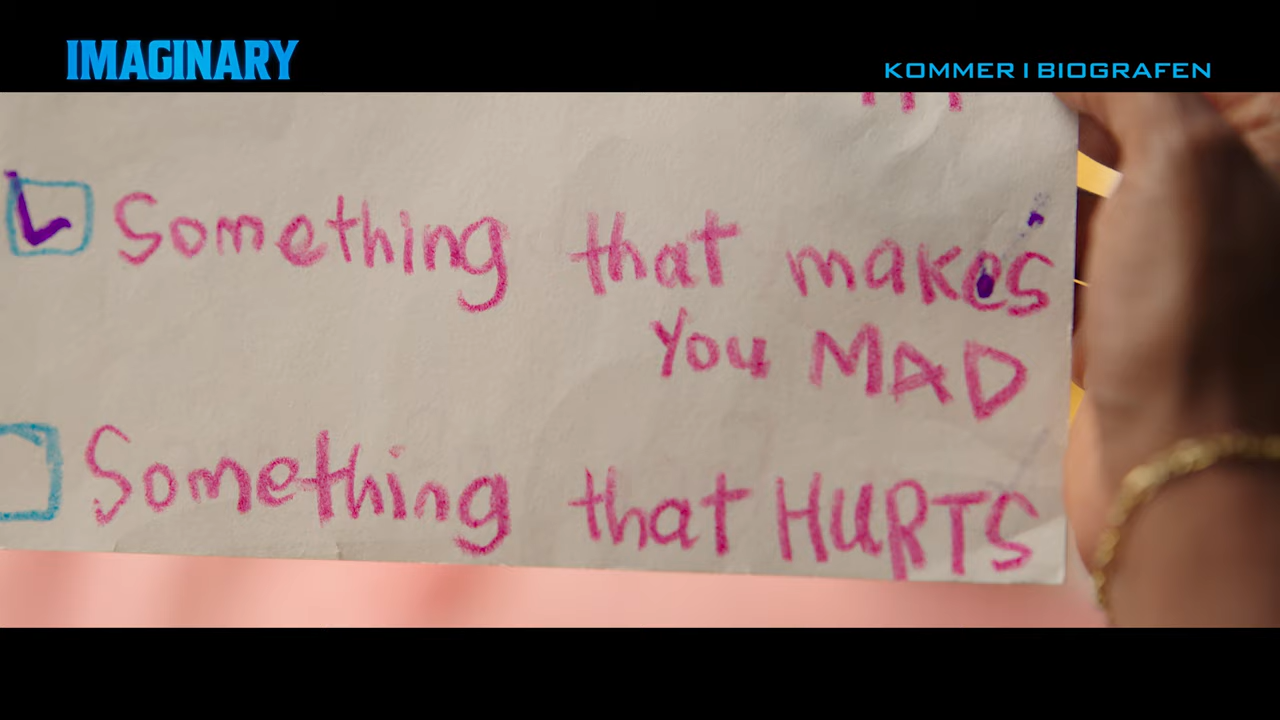 IMAGINARY
KOMMER I BIOGRAFEN
Something that makes
You MAD
Something that HURTS